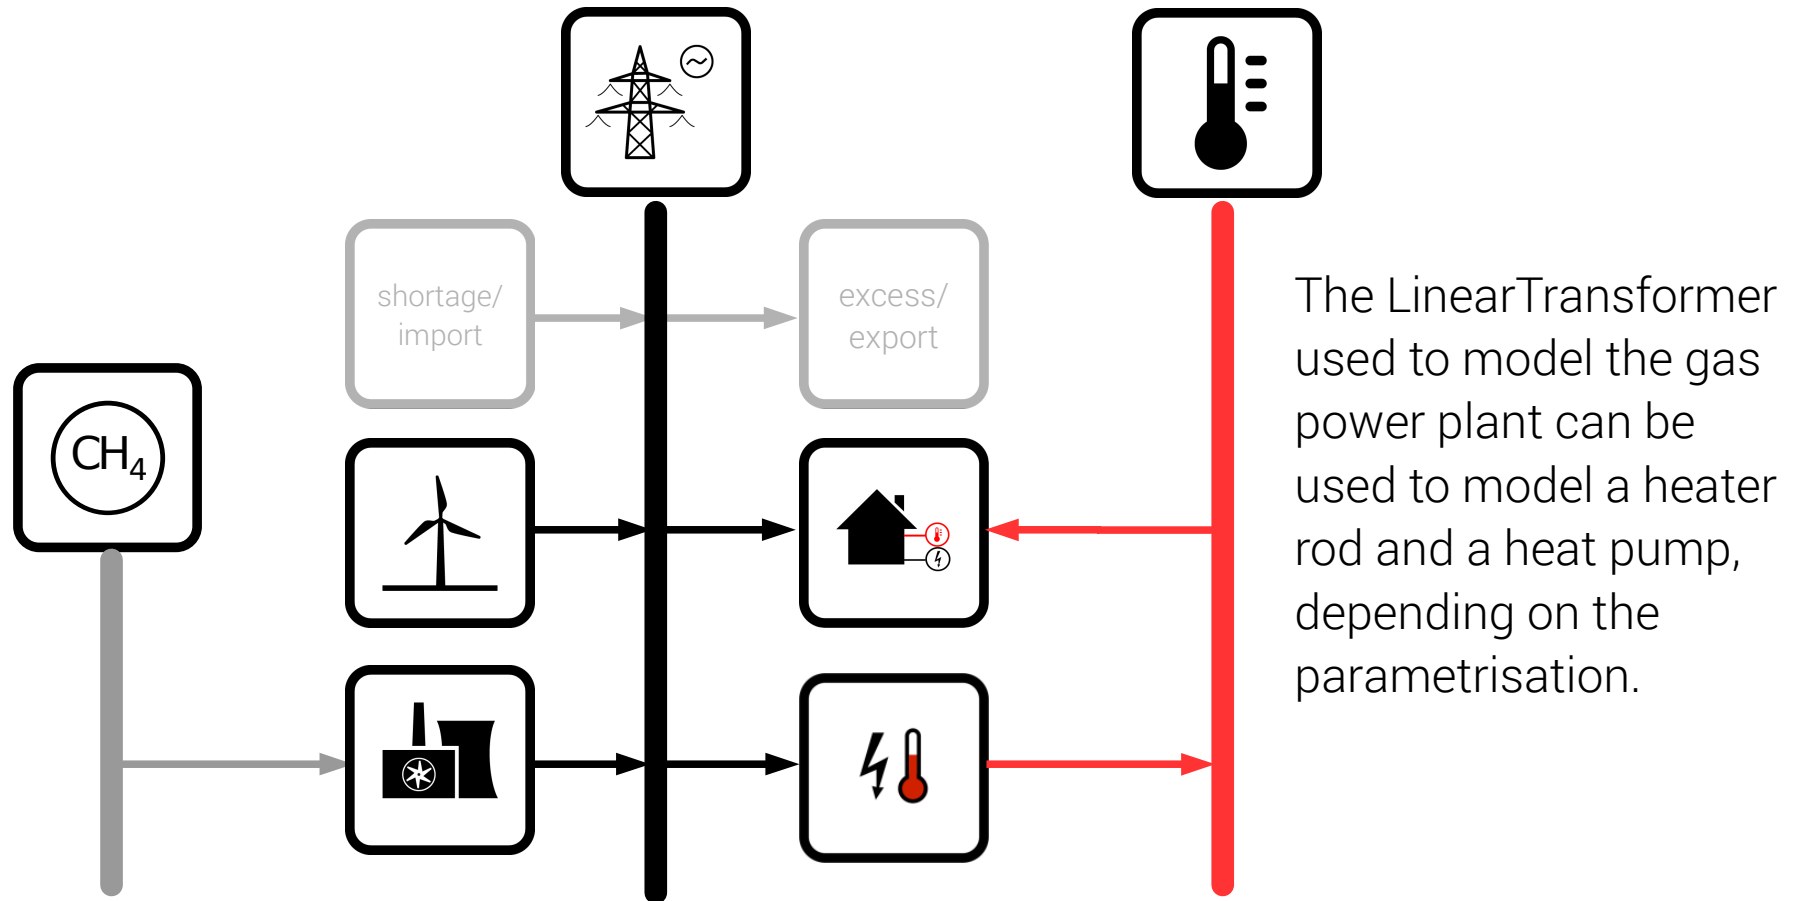 shortage/
import
excess/
export
CH₄
The LinearTransformer
used to model the gas
power plant can be
used to model a heater
rod and a heat pump,
depending on the
parametrisation.